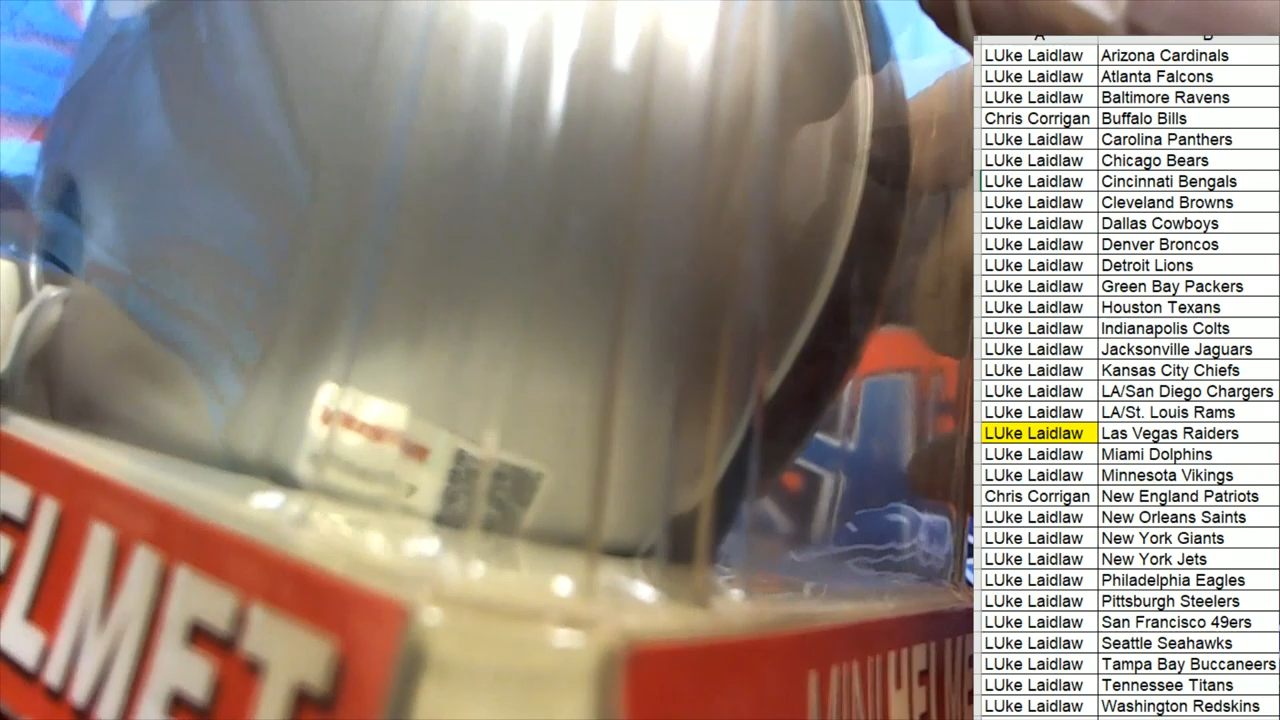 A B
LUke Laidlaw Arizona Cardinals
LUke Laidlaw Atlanta Falcons
LUke Laidlaw Baltimore Ravens
Chris Corrigan Buffalo Bills
LUke Laidlaw Carolina Panthers
LUke Laidlaw Chicago Bears
LUke Laidlaw Cincinnati Bengals
LUke Laidlaw Cleveland Browns
LUke Laidlaw Dallas Cowboys
LUke Laidlaw Denver Broncos
LUke Laidlaw Detroit Lions
LUke Laidlaw Green Bay Packers
LUke Laidlaw Houston Texans
LUke Laidlaw Indianapolis Colts
LUke Laidlaw Jacksonville Jaguars
LUke Laidlaw Kansas City Chiefs
LUke Laidlaw LA/San Diego Chargers
LUke Laidlaw LA/St. Louis Rams
LUke Laidlaw Las Vegas Raiders
LUke Laidlaw Miami Dolphins
LUke Laidlaw Minnesota Vikings
Chris Corrigan New England Patriots
LUke Laidlaw New Orleans Saints
LUke Laidlaw New York Giants
LUke Laidlaw New York Jets
LUke Laidlaw Philadelphia Eagles
LUke Laidlaw Pittsburgh Steelers
LUke Laidlaw San Francisco 49ers
LUke Laidlaw Seattle Seahawks
LUke Laidlaw Tampa Bay Buccaneers
LUke Laidlaw Tennessee Titans
LUke Laidlaw Washington Redskins
ELMET
MINI HELME